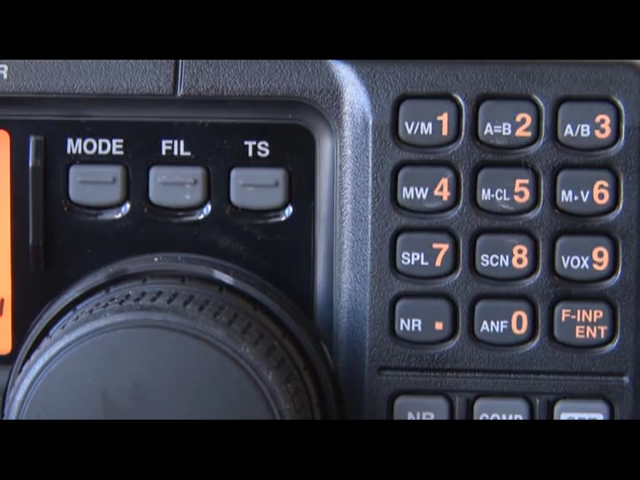 R
MODE FIL TS
V/M 1 A=B 2 A/B 3
MW 4 M-CL 5 M▸V 6
SPL 7 SCN 8 VOX 9
NR ▪ ANF 0 F-INP ENT
NR COMP